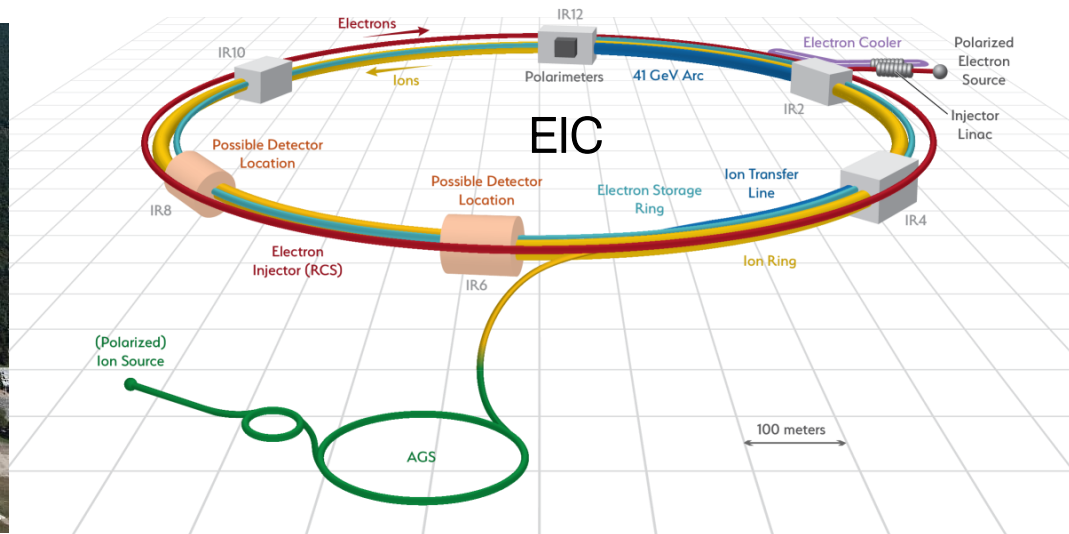 IR12
Electrons
IR10
Ions
Polarimeters
41 GeV Arc
Electron Cooler
Polarized
Electron
Source
IR2
Injector
Linac
EIC
Possible Detector
Location
IR8
Possible Detector
Location
Electron Storage
Ring
Ion Transfer
Line
IR4
Electron
Injector (RCS)
IR6
Ion Ring
(Polarized)
Ion Source
AGS
100 meters